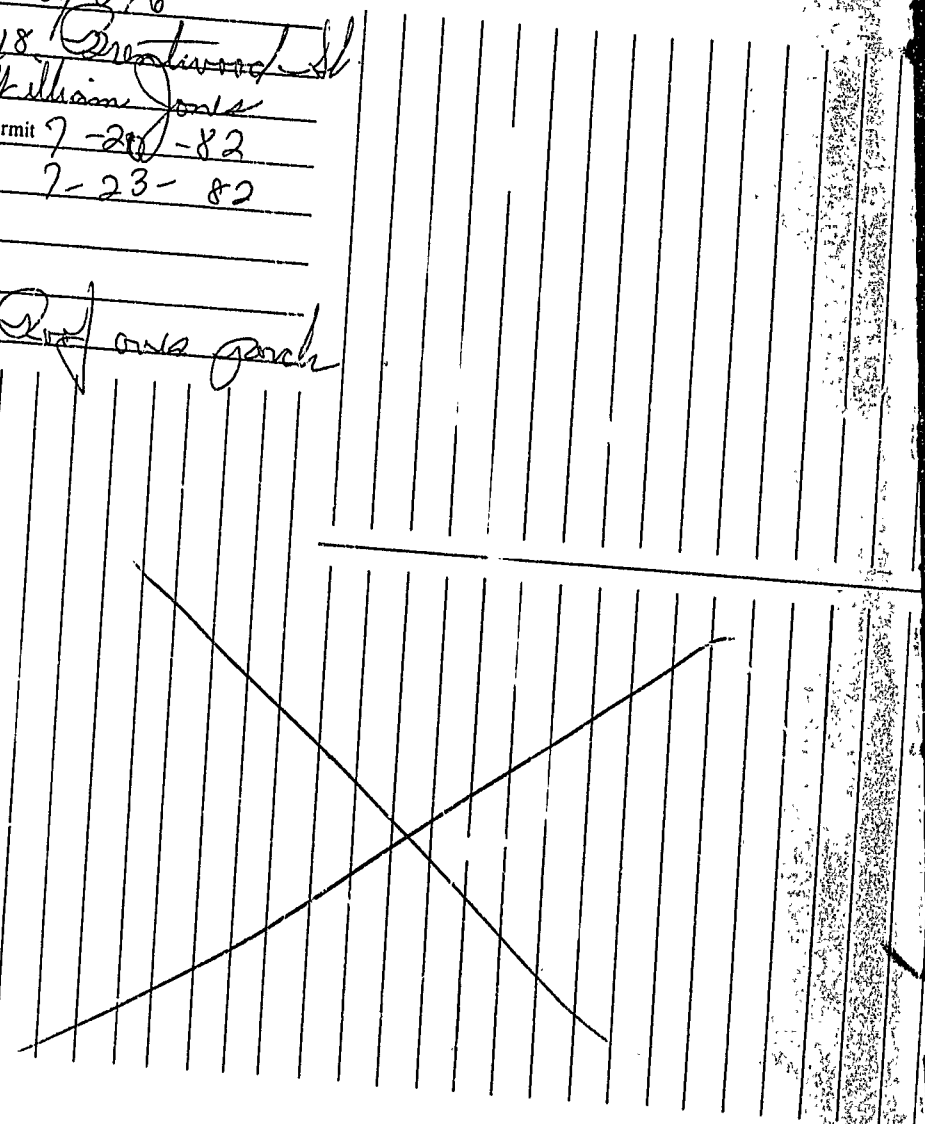 18 Brentwood St
William Jones
rmit 7-20-82
7-23-82
Roof over porch